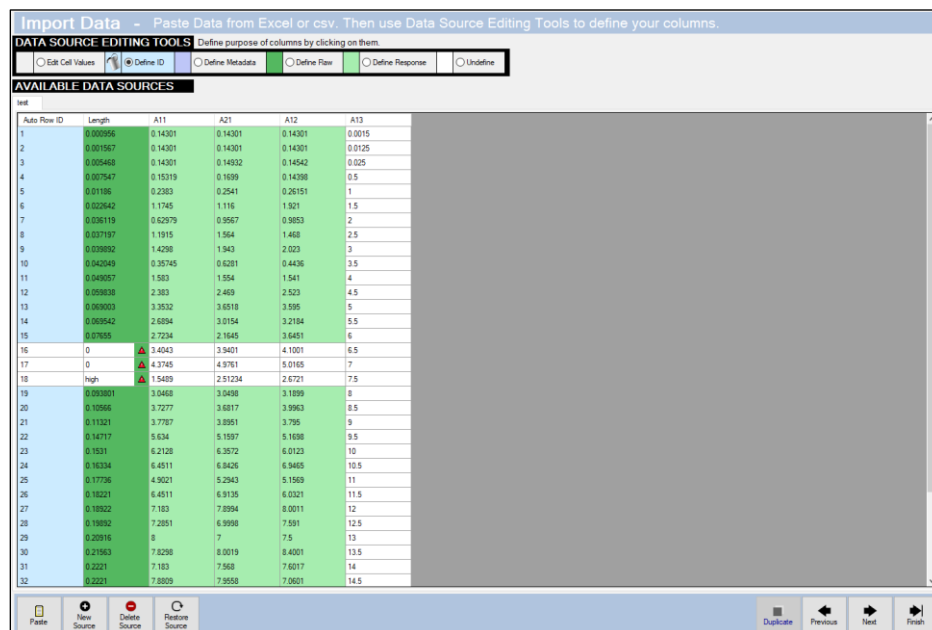 Import Data - Paste Data from Excel or csv. Then use Data Source Editing Tools to define your columns.
DATA SOURCE EDITING TOOLS Define purpose of columns by clicking on them.
Edit Cell Values Define ID Define Metadata Define Raw Define Response Undefine
AVAILABLE DATA SOURCES
test
Auto Row ID Length A11 A21 A12 A13
1 0.000956 0.14301 0.14301 0.14301 0.0015
2 0.001567 0.14301 0.14301 0.14301 0.0125
3 0.005468 0.14301 0.14932 0.14542 0.025
4 0.007547 0.15319 0.1699 0.14398 0.5
5 0.01186 0.2383 0.2541 0.26151 1
6 0.022642 1.1745 1.116 1.921 1.5
7 0.036119 0.62979 0.9567 0.9853 2
8 0.037197 1.1915 1.564 1.468 2.5
9 0.039892 1.4298 1.943 2.023 3
10 0.042049 0.35745 0.6281 0.4436 3.5
11 0.049057 1.583 1.554 1.541 4
12 0.059838 2.383 2.469 2.523 4.5
13 0.069003 3.3532 3.6518 3.595 5
14 0.069542 2.6894 3.0154 3.2184 5.5
15 0.07655 2.7234 2.1645 3.6451 6
16 0 3.4043 3.9401 4.1001 6.5
17 0 4.3745 4.9761 5.0165 7
18 high 1.5489 2.51234 2.6721 7.5
19 0.093801 3.0468 3.0498 3.1899 8
20 0.10566 3.7277 3.6817 3.9963 8.5
21 0.11321 3.7787 3.8951 3.795 9
22 0.14717 5.634 5.1597 5.1698 9.5
23 0.1531 6.2128 6.3572 6.0123 10
24 0.16334 6.4511 6.8426 6.9465 10.5
25 0.17736 4.9021 5.2943 5.1569 11
26 0.18221 6.4511 6.9135 6.0321 11.5
27 0.18922 7.183 7.8994 8.0011 12
28 0.19892 7.2851 6.9998 7.591 12.5
29 0.20916 8 7 7.5 13
30 0.21563 7.8298 8.0019 8.4001 13.5
31 0.2221 7.183 7.568 7.6017 14
32 0.2221 7.8809 7.9558 7.0601 14.5
Paste New Source Delete Source Restore Source Duplicate Previous Next Finish